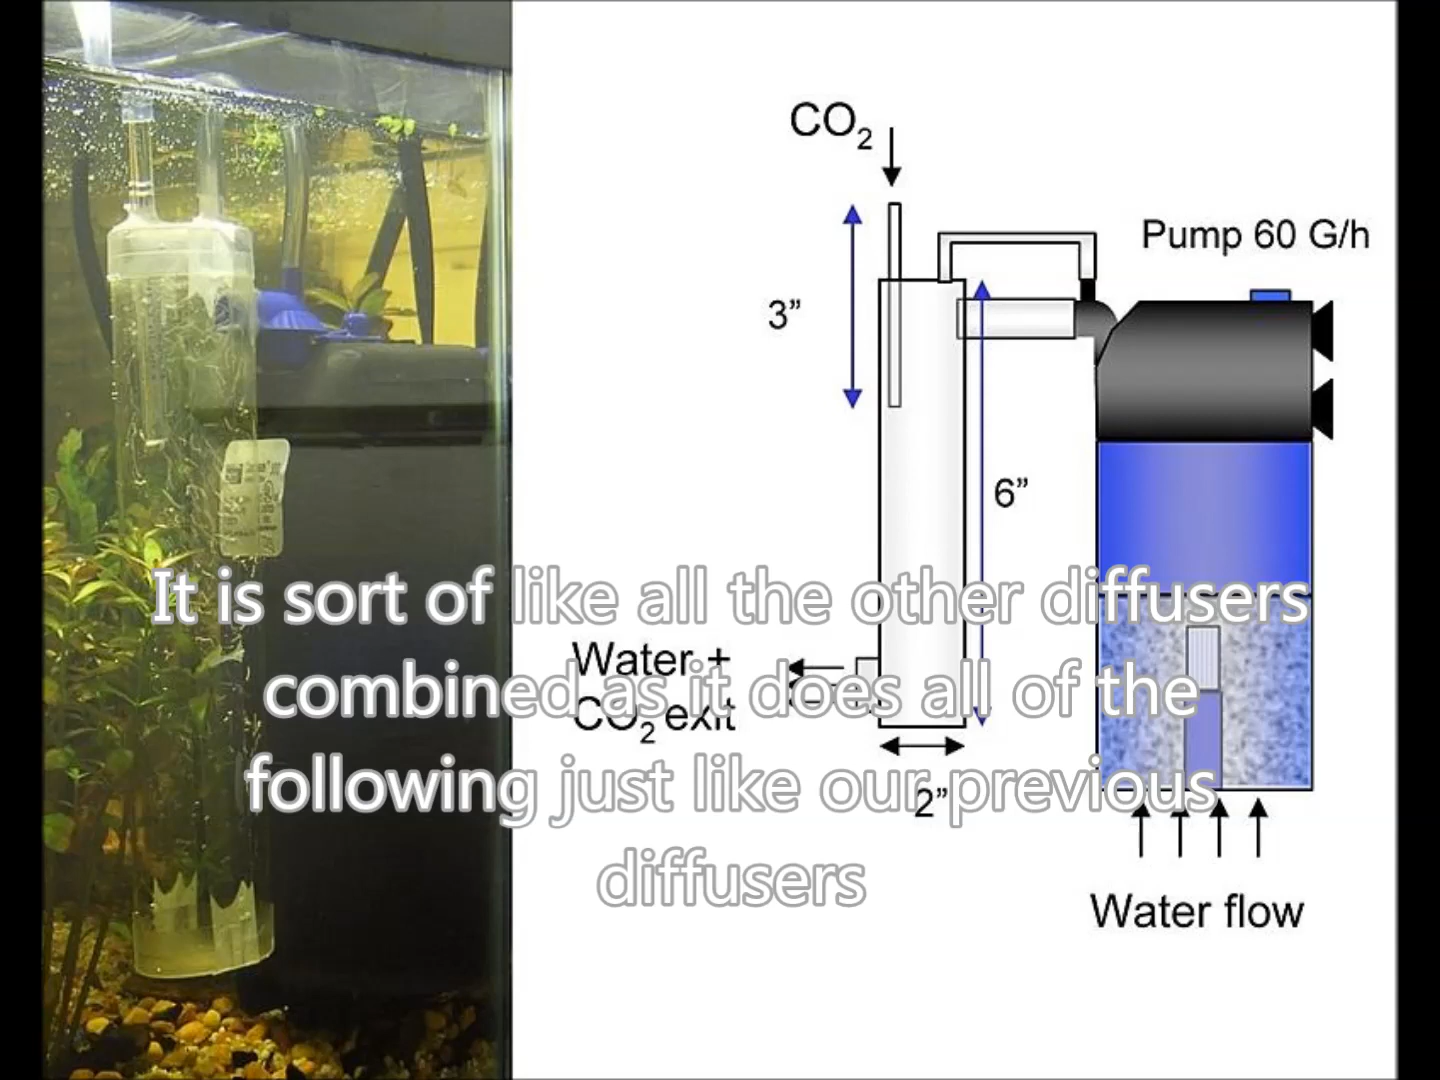 CO2
Pump 60 G/h
3”
6”
It is sort of like all the other diffusers
Water +
combined as it does all of the
CO2 exit
following just like our previous
2”
diffusers
Water flow